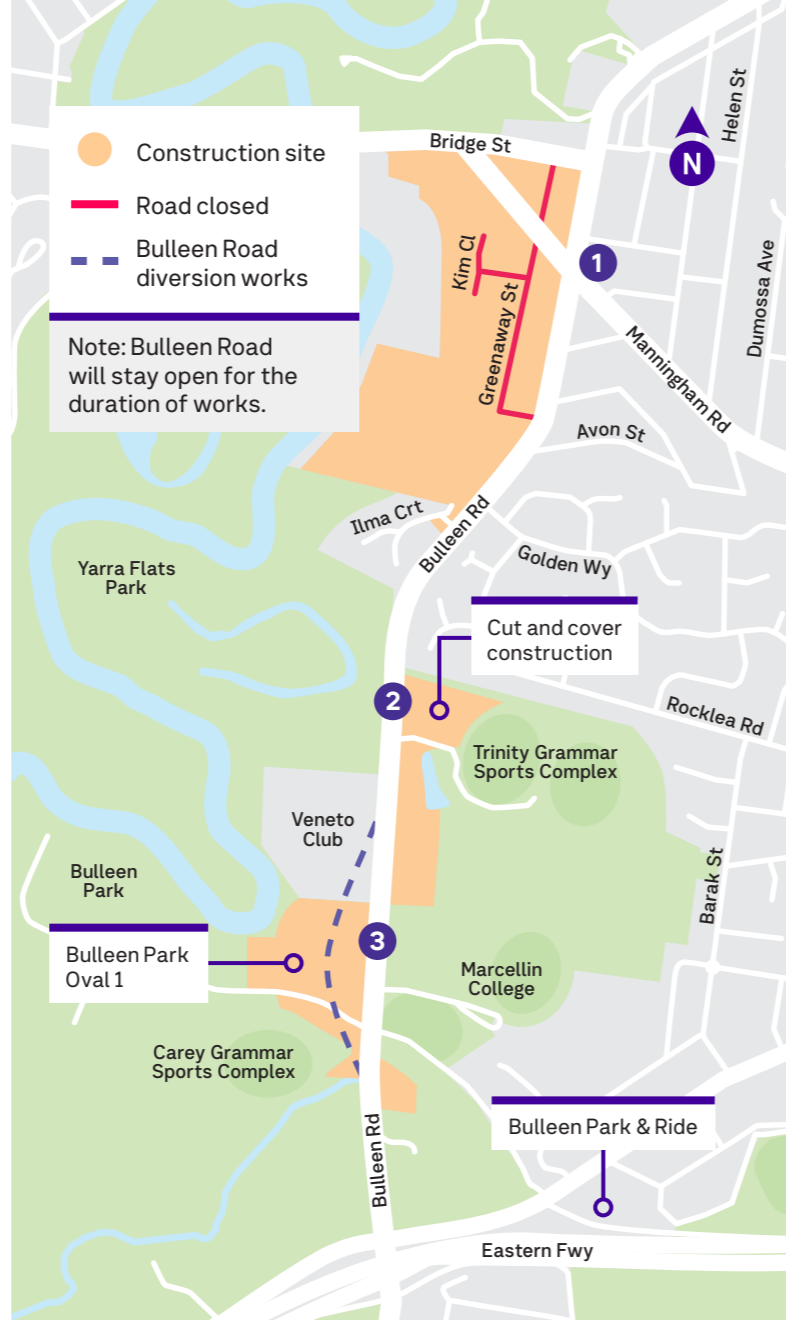 Construction site
Road closed
Bulleen Road
diversion works
Note: Bulleen Road
will stay open for the
duration of works.
Bridge St
Helen St
N
Kim Cl
1
Greenaway St
Dumossa Ave
Manningham Rd
Avon St
Ilma Crt
Bulleen Rd
Golden Wy
Yarra Flats
Park
Cut and cover
construction
2
Rocklea Rd
Trinity Grammar
Sports Complex
Veneto
Club
Bulleen
Park
Barak St
Bulleen Park
Oval 1
3
Marcellin
College
Carey Grammar
Sports Complex
Bulleen Park & Ride
Bulleen Rd
Eastern Fwy